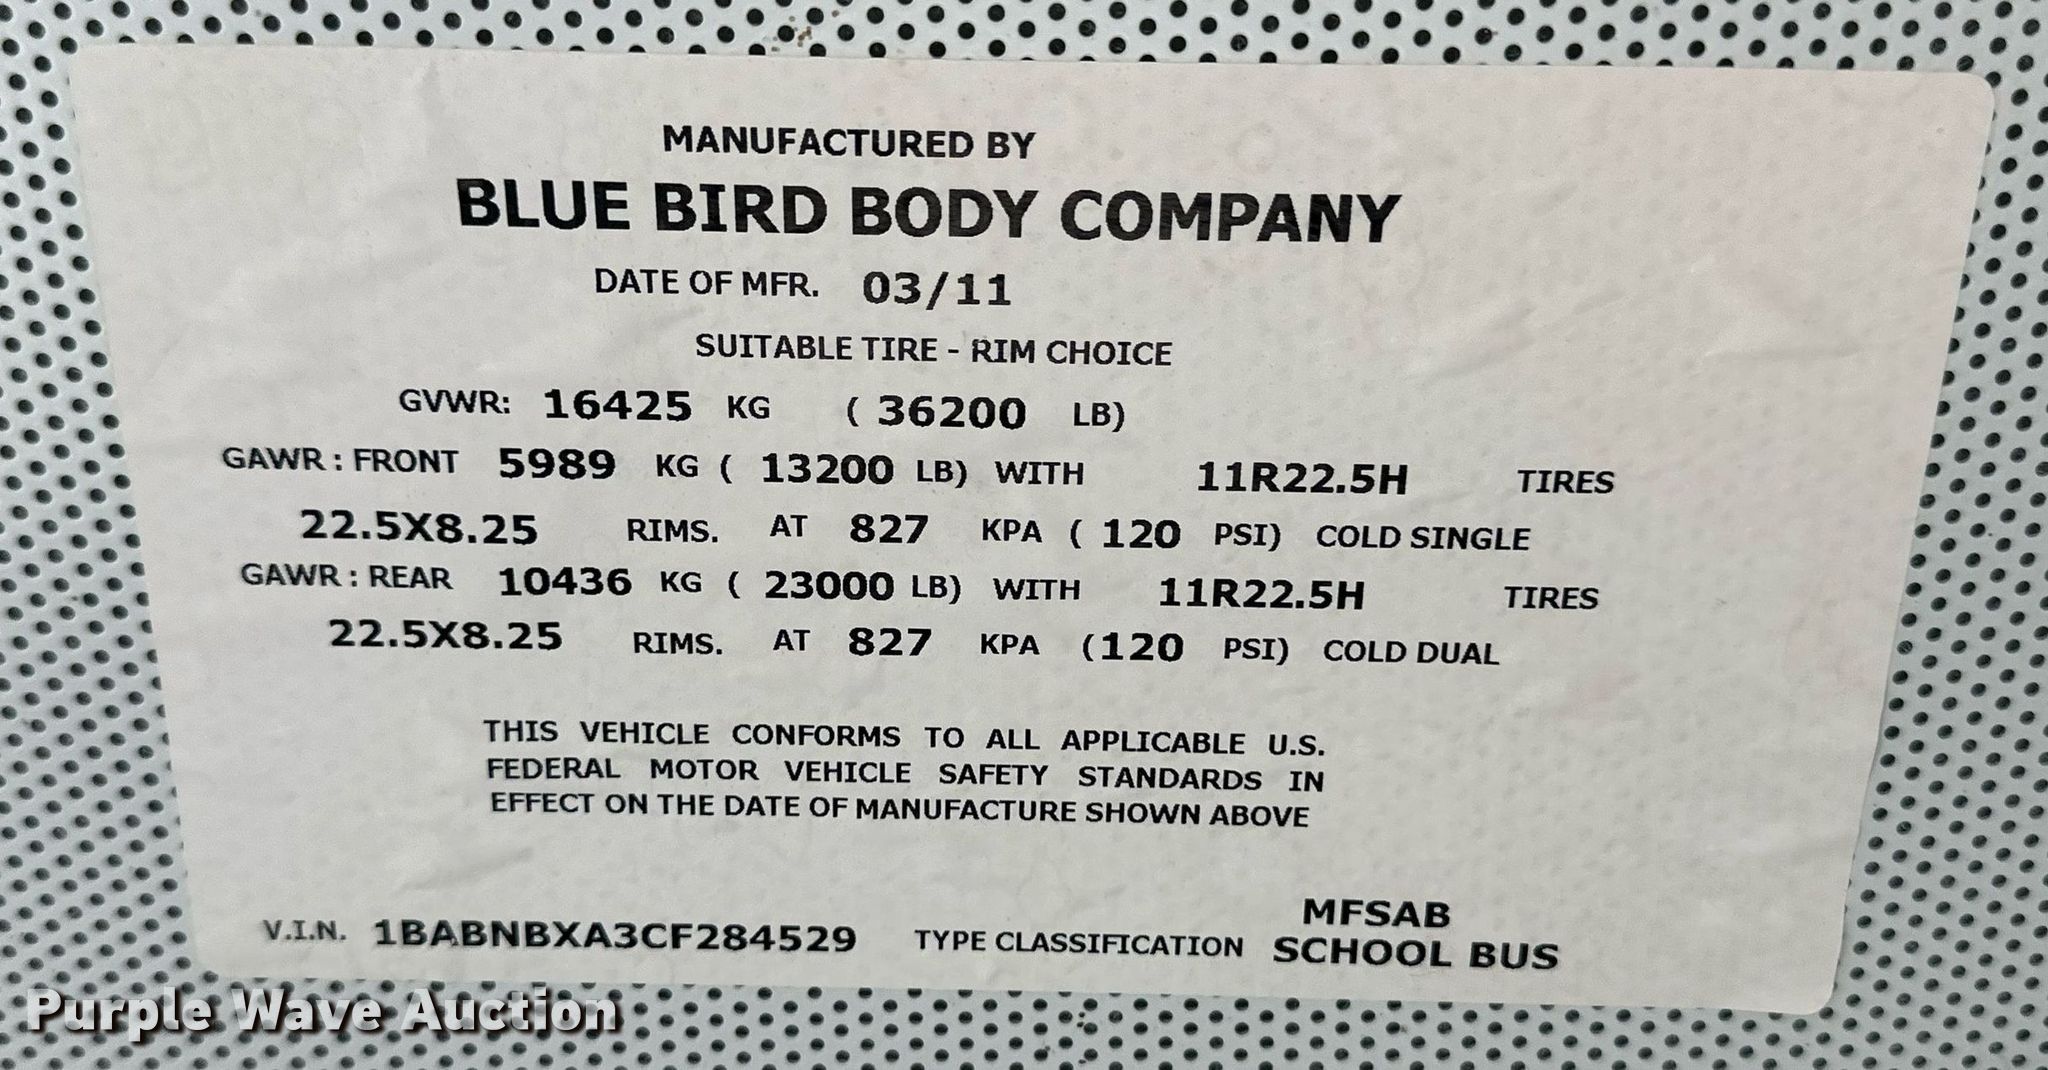 MANUFACTURED BY
BLUE BIRD BODY COMPANY
DATE OF MFR. 03/11
SUITABLE TIRE - RIM CHOICE
GVWR: 16425 KG ( 36200 LB)
GAWR : FRONT 5989 KG ( 13200 LB) WITH 11R22.5H TIRES
22.5X8.25 RIMS. AT 827 KPA ( 120 PSI) COLD SINGLE
GAWR : REAR 10436 KG ( 23000 LB) WITH 11R22.5H TIRES
22.5X8.25 RIMS. AT 827 KPA (120 PSI) COLD DUAL
THIS VEHICLE CONFORMS TO ALL APPLICABLE U.S.
FEDERAL MOTOR VEHICLE SAFETY STANDARDS IN
EFFECT ON THE DATE OF MANUFACTURE SHOWN ABOVE
MFSAB
V.I.N. 1BABNBXA3CF284529 TYPE CLASSIFICATION SCHOOL BUS
Purple Wave Auction